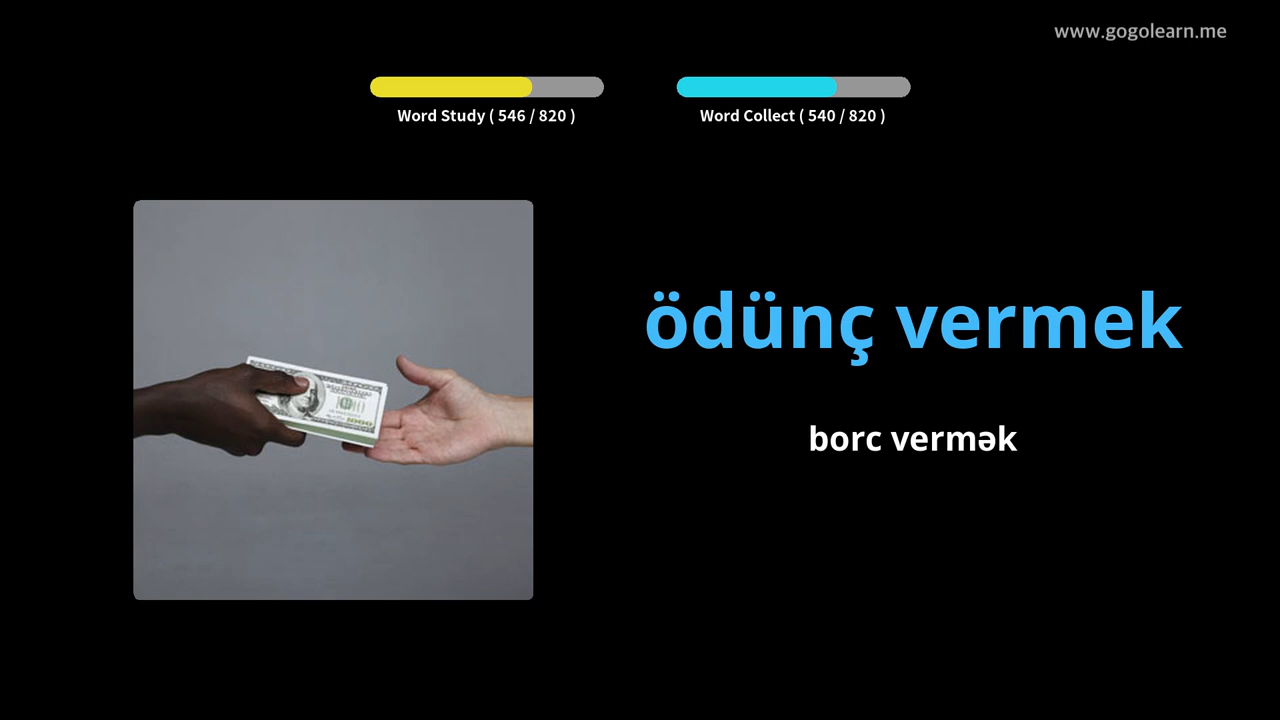 www.gogolearn.me
Word Study ( 546 / 820 )
Word Collect ( 540 / 820 )
ödünç vermek
borc vermək